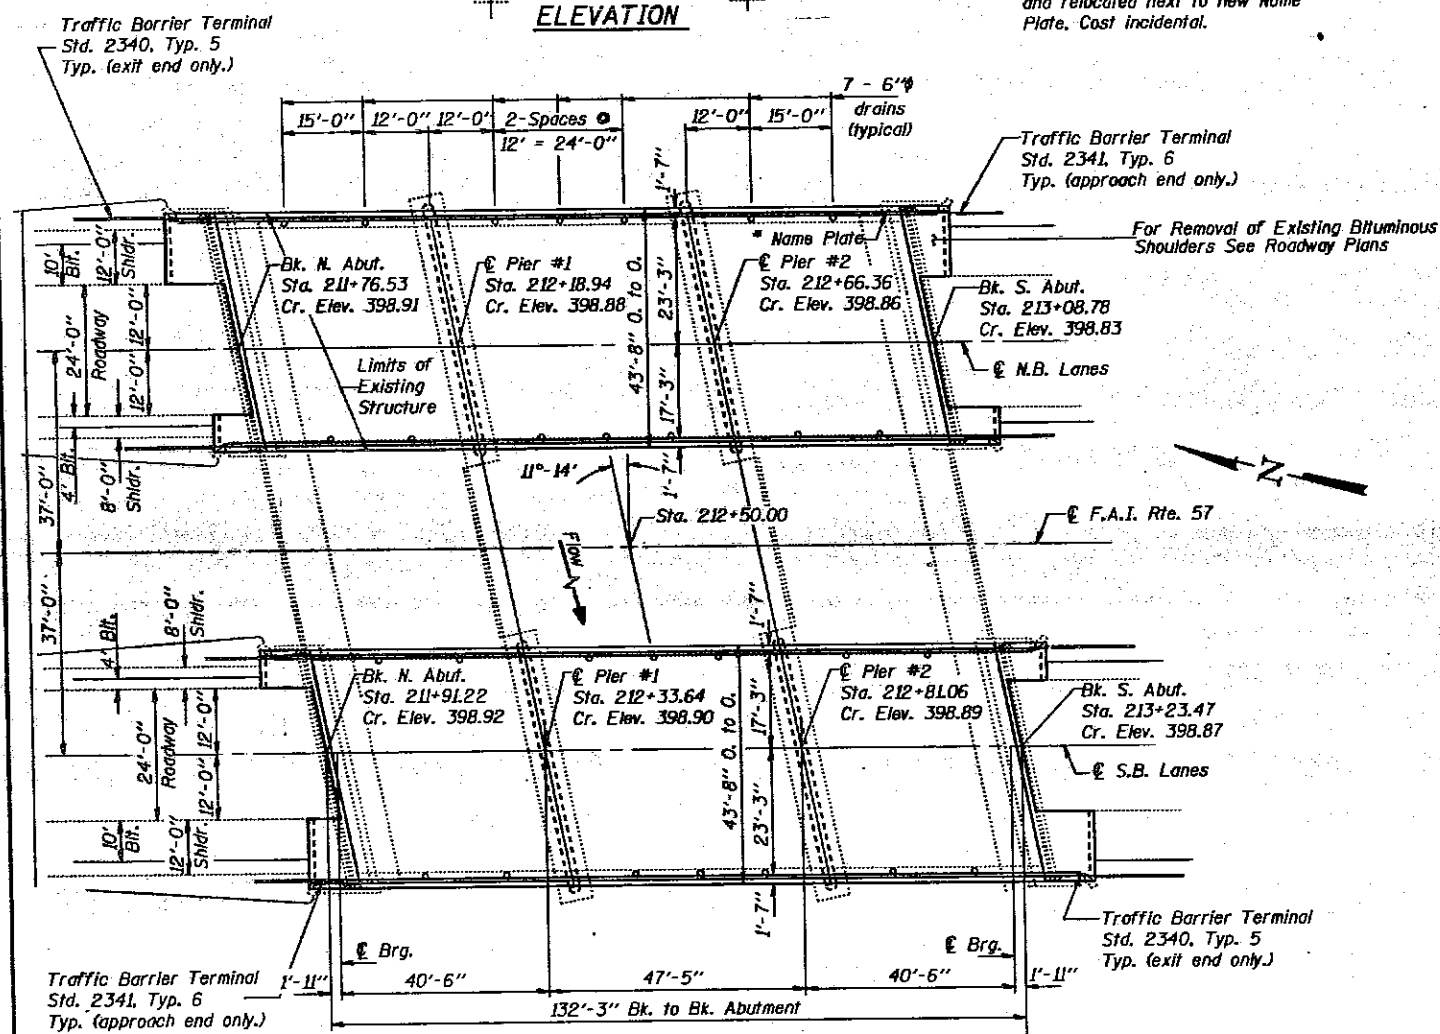 ELEVATION
and relocated next to new Name
Plate. Cost incidental.
Traffic Barrier Terminal
Std. 2340, Typ. 5
Typ. (exit end only.)
7 - 6"φ
drains
(typical)
15'-0"
12'-0"
12'-0"
2-Spaces @
12' = 24'-0"
12'-0"
15'-0"
1'-7"
Traffic Barrier Terminal
Std. 2341, Typ. 6
Typ. (approach end only.)
For Removal of Existing Bituminous
Shoulders See Roadway Plans
* Name Plate
10'
Bit.
12'-0"
Shldr.
Bk. N. Abut.
Sta. 211+76.53
Cr. Elev. 398.91
℄ Pier #1
Sta. 212+18.94
Cr. Elev. 398.88
43'-8" O. to O.
23'-3"
℄ Pier #2
Sta. 212+66.36
Cr. Elev. 398.86
Bk. S. Abut.
Sta. 213+08.78
Cr. Elev. 398.83
24'-0"
Roadway
12'-0"
12'-0"
Limits of
Existing
Structure
17'-3"
℄ N.B. Lanes
4' Bit.
8'-0"
Shldr.
37'-0"
11°-14'
1'-7"
N
Sta. 212+50.00
℄ F.A.I. Rte. 57
Flow
37'-0"
4' Bit.
8'-0"
Shldr.
1'-7"
Bk. N. Abut.
Sta. 211+91.22
Cr. Elev. 398.92
℄ Pier #1
Sta. 212+33.64
Cr. Elev. 398.90
43'-8" O. to O.
17'-3"
℄ Pier #2
Sta. 212+81.06
Cr. Elev. 398.89
Bk. S. Abut.
Sta. 213+23.47
Cr. Elev. 398.87
24'-0"
Roadway
12'-0"
12'-0"
℄ S.B. Lanes
10'
Bit.
12'-0"
Shldr.
23'-3"
1'-7"
Traffic Barrier Terminal
Std. 2340, Typ. 5
Typ. (exit end only.)
℄ Brg.
℄ Brg.
Traffic Barrier Terminal
Std. 2341, Typ. 6
Typ. (approach end only.)
1'-11"
40'-6"
47'-5"
40'-6"
1'-11"
132'-3" Bk. to Bk. Abutment